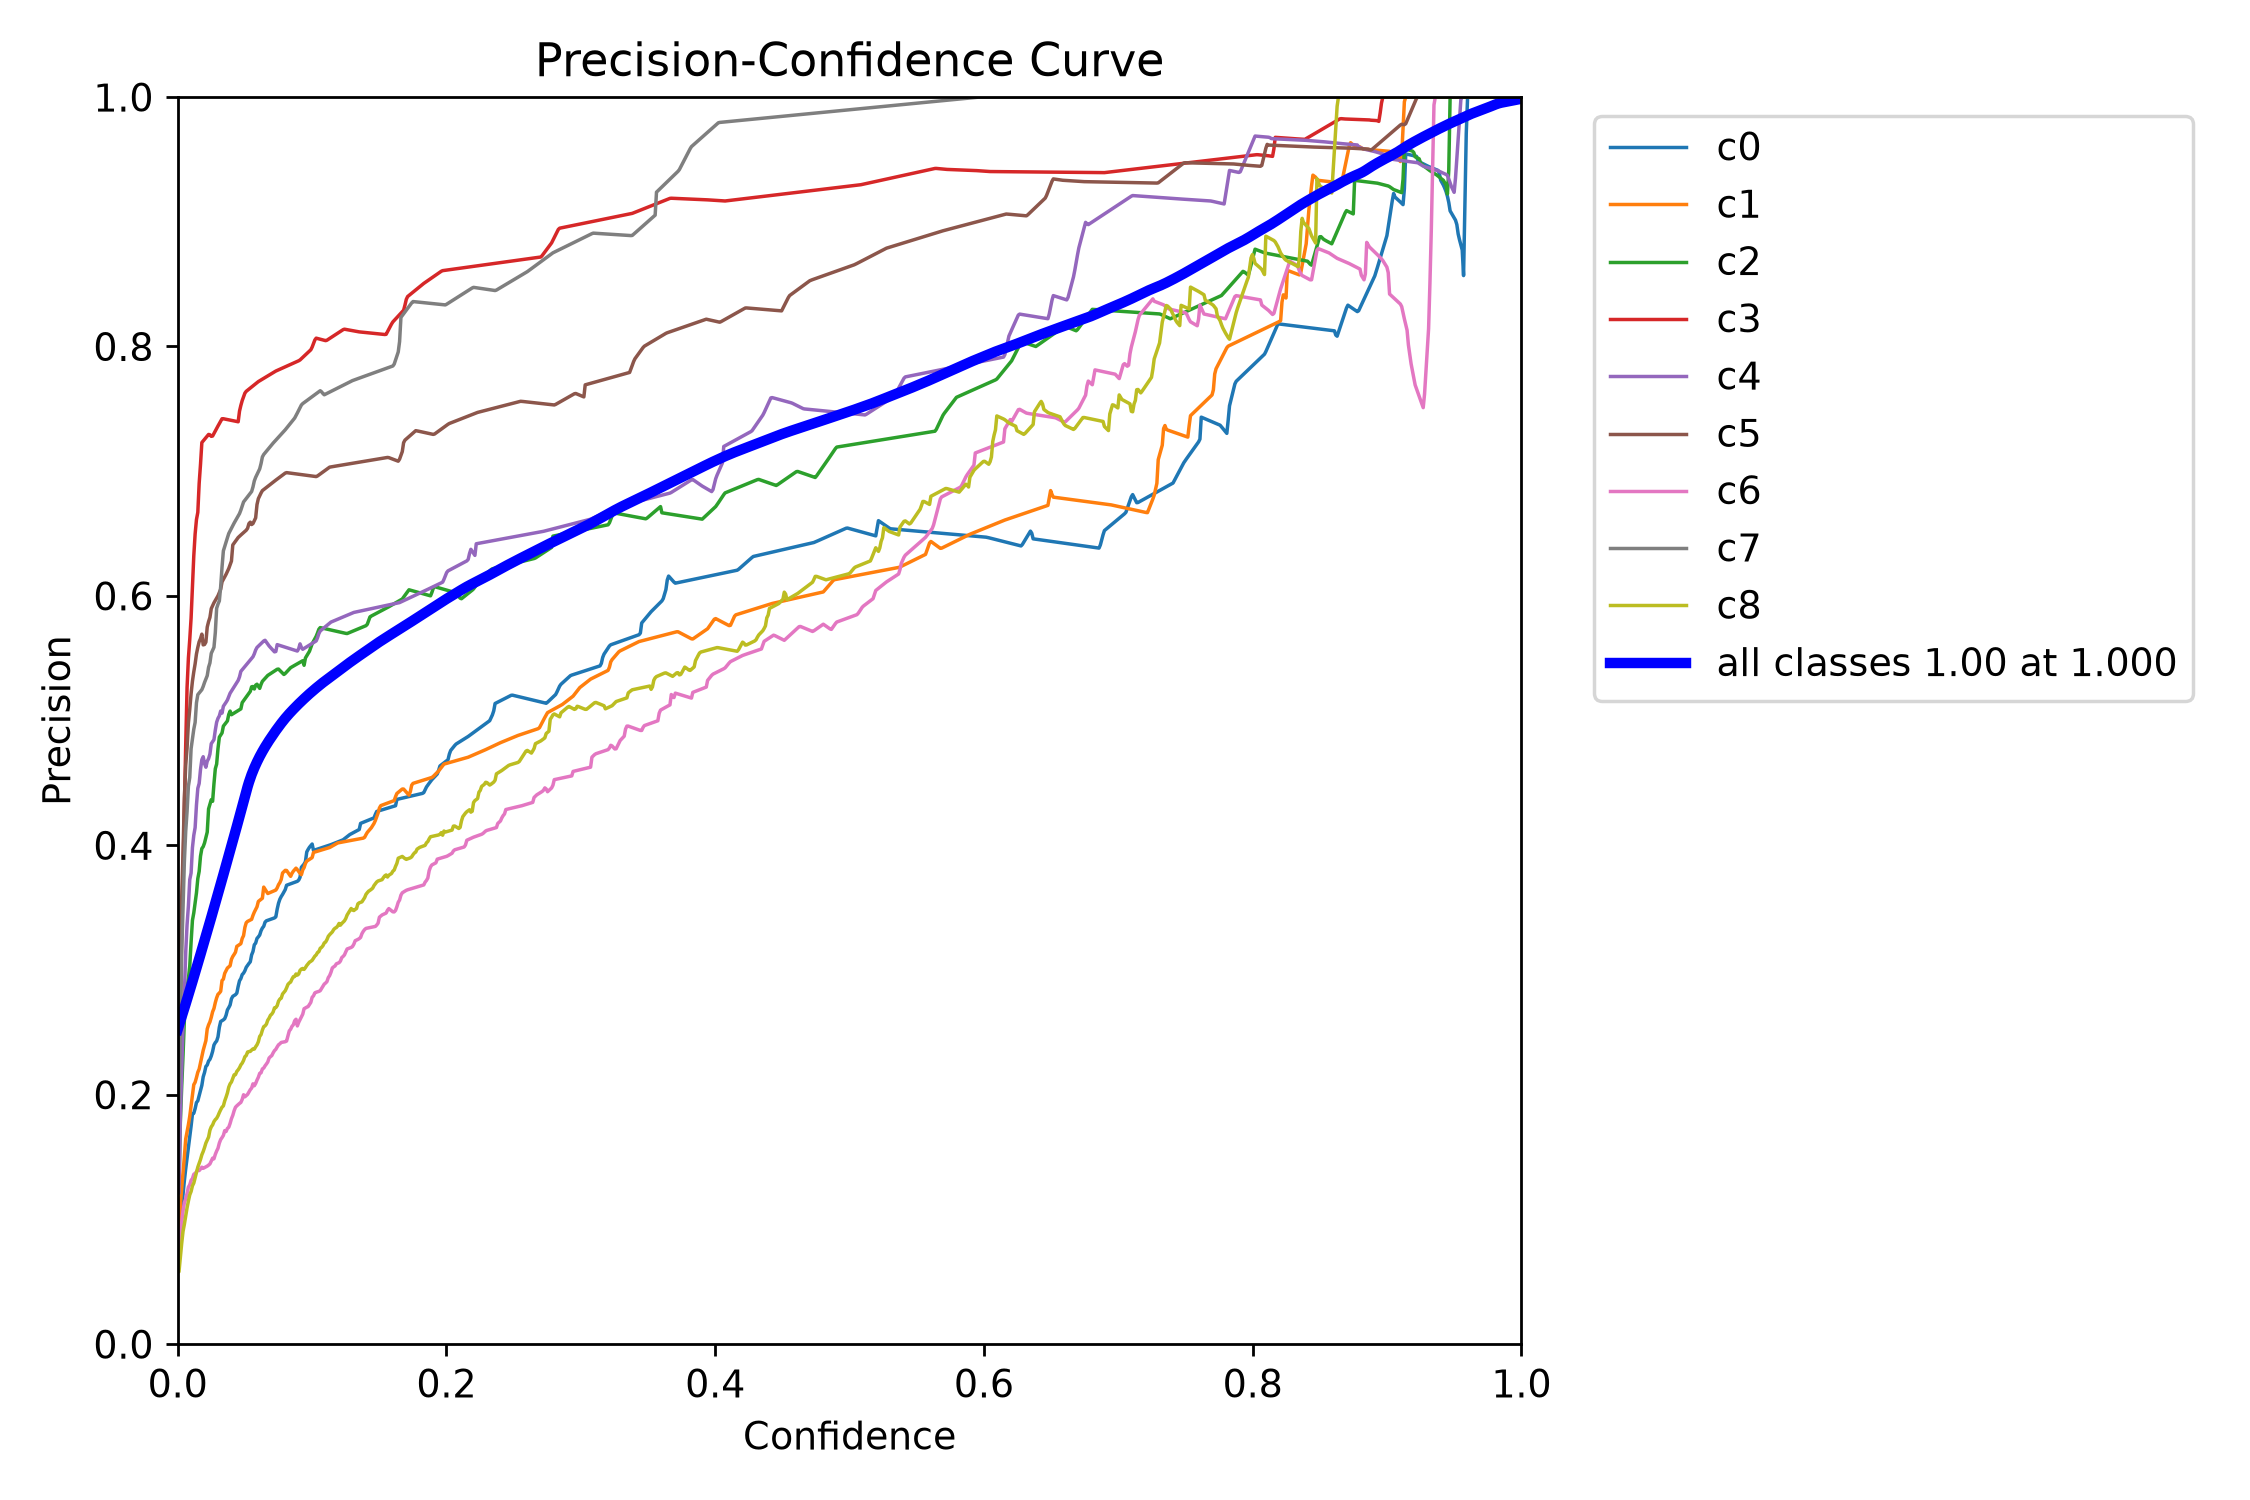 Precision-Confidence Curve
1.0
0.8
0.6
0.4
0.2
0.0
Precision
0.0 0.2 0.4 0.6 0.8 1.0
Confidence
c0
c1
c2
c3
c4
c5
c6
c7
c8
all classes 1.00 at 1.000